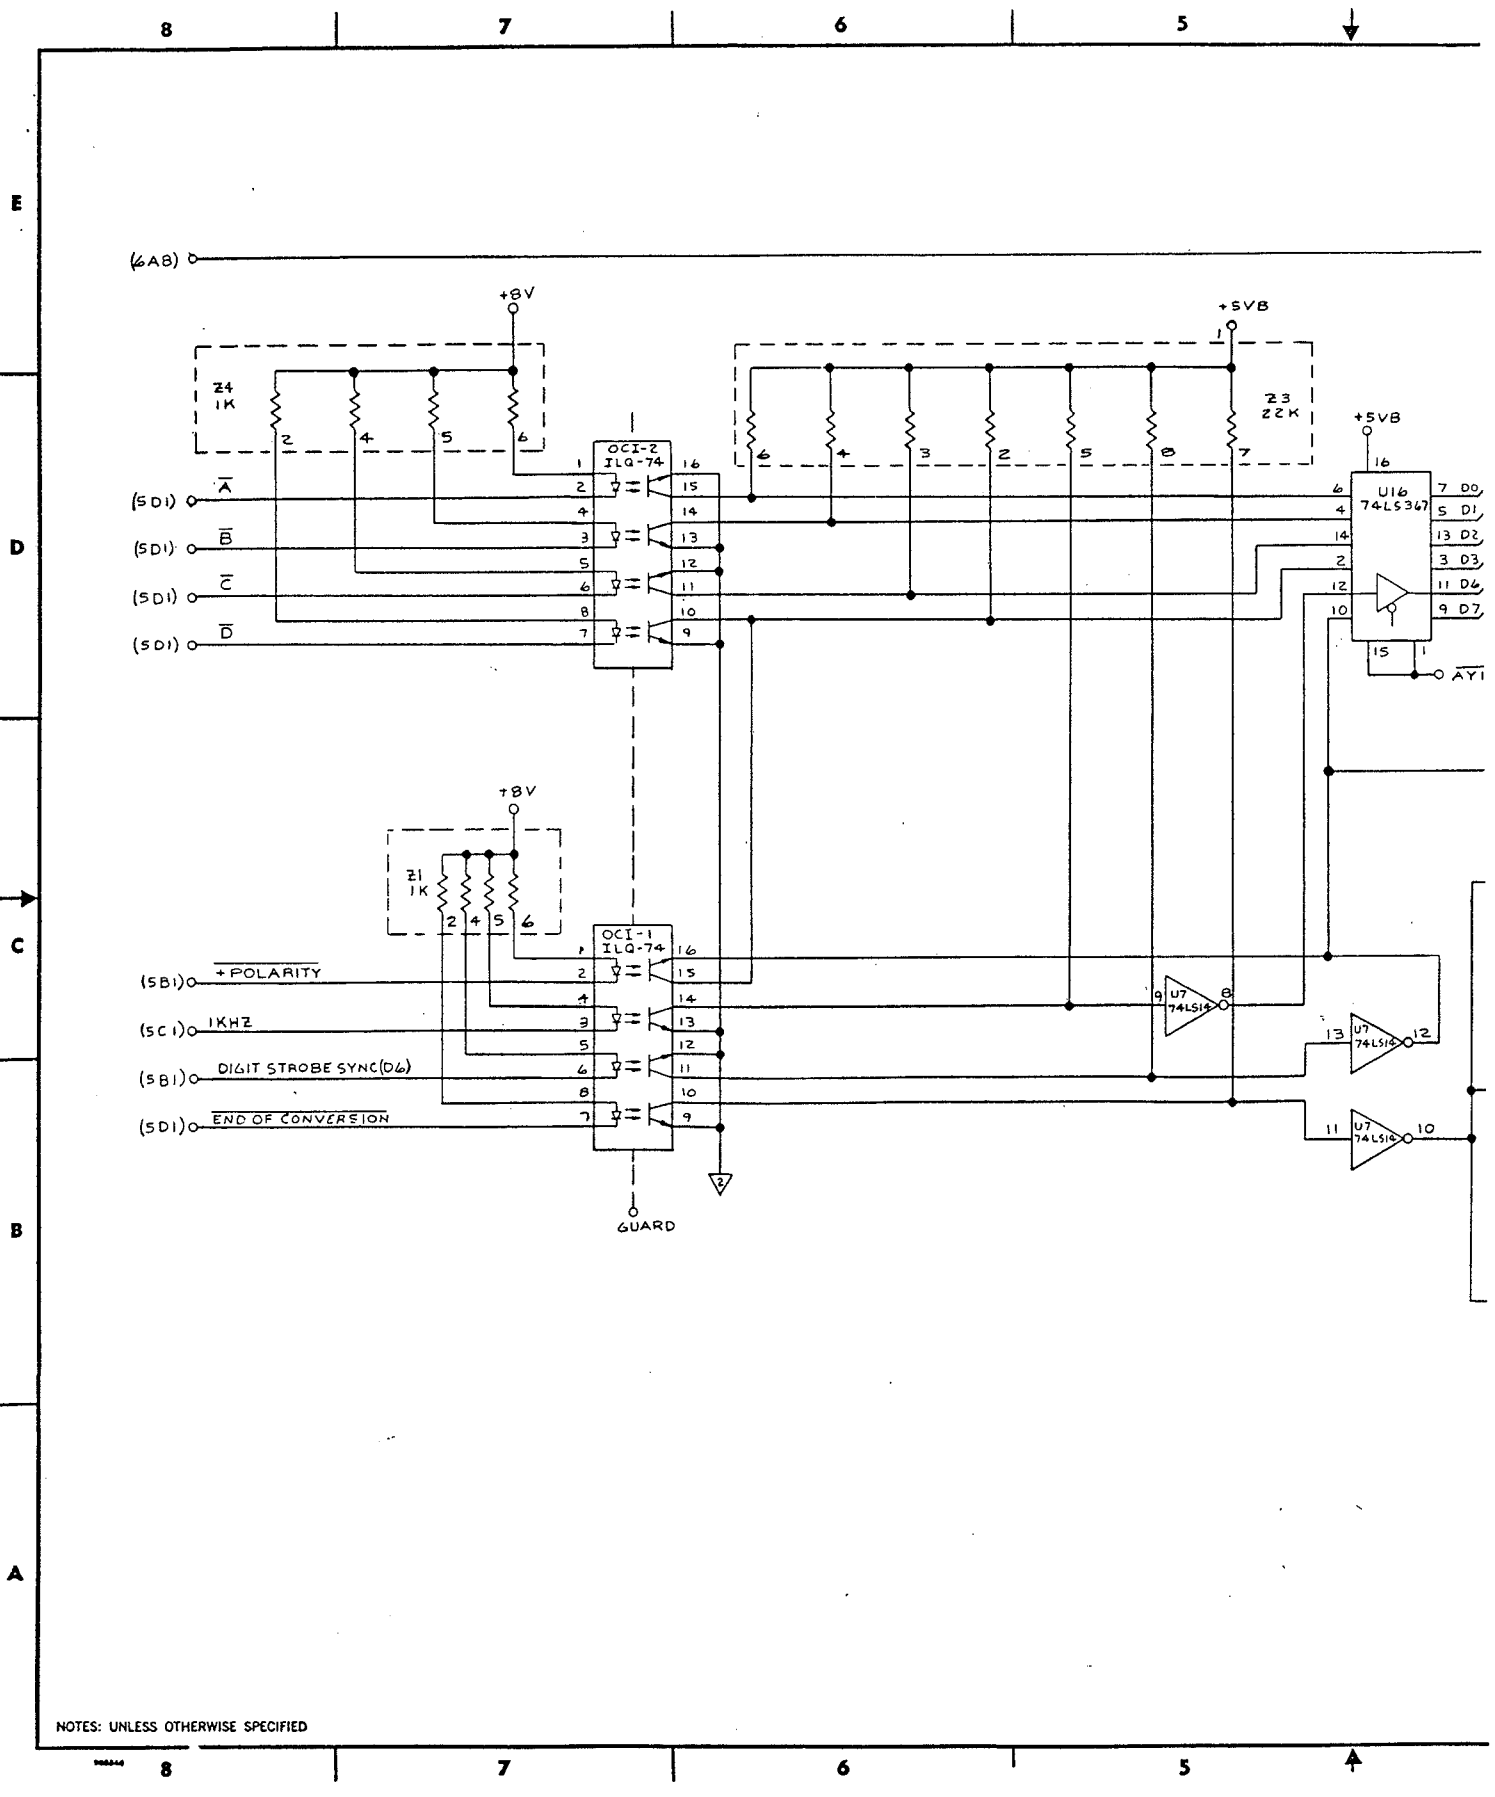 8 7 6 5
E
(6A8)
+8V
+5VB
1
Z4
1K
2 4 5 6
Z3
22K
6 4 3 2 5 8 7
+5VB
16
OCI-2
ILQ-74
1 16
2 15
4 14
3 13
5 12
6 11
8 10
7 9
(5D1) A
(5D1) B
(5D1) C
(5D1) D
D
U16
74LS367
6 7 D0
4 5 D1
14 13 D2
2 3 D3
12 11 D6
10 9 D7
15 1
AY1
+8V
Z1
1K
2 4 5 6
C
OCI-1
ILQ-74
1 16
2 15
4 14
3 13
5 12
6 11
8 10
7 9
(5B1) +POLARITY
(5C1) 1KHZ
(5B1) DIGIT STROBE SYNC(D6)
(5D1) END OF CONVERSION
9 U7 8
74LS14
13 U7 12
74LS14
11 U7 10
74LS14
2
GUARD
B
A
NOTES: UNLESS OTHERWISE SPECIFIED
8 7 6 5